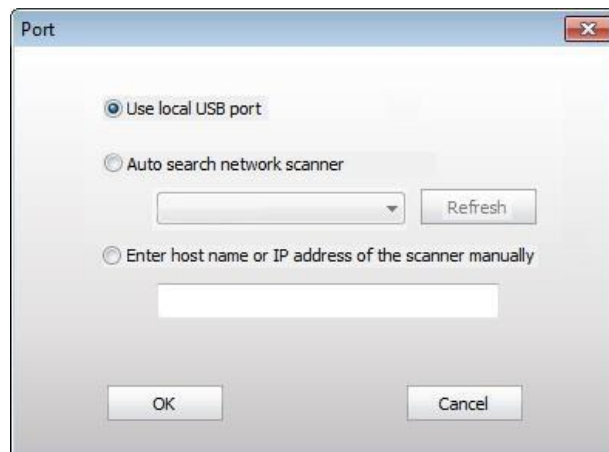 Port
Use local USB port
Auto search network scanner
Refresh
Enter host name or IP address of the scanner manually
OK
Cancel